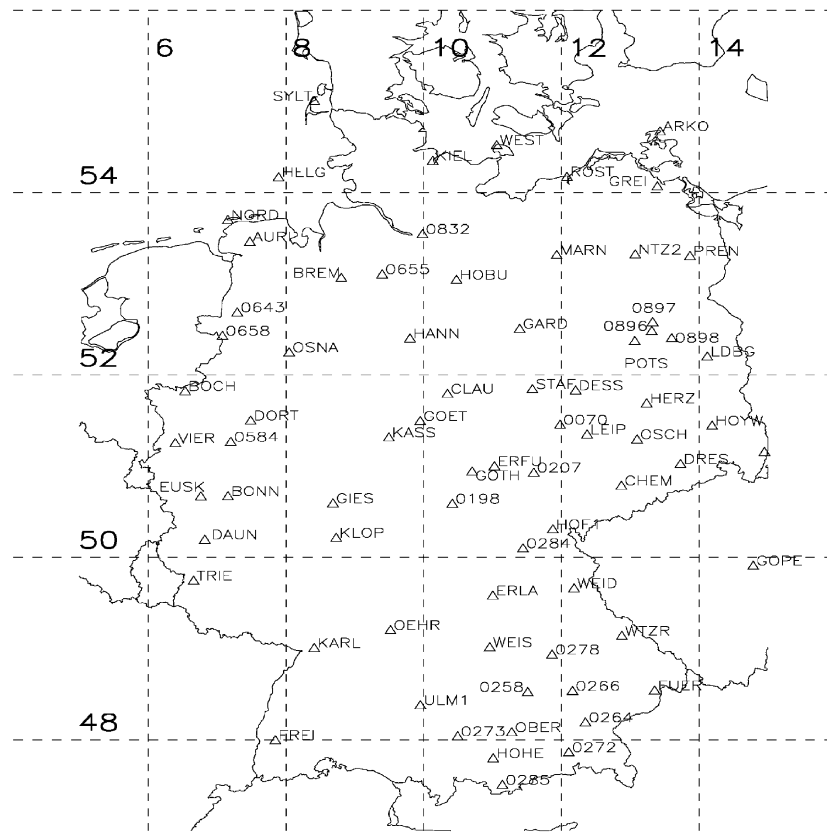 6 8 10 12 14
SYLT
ARKO
WEST
KIEL
54
HELG
ROST
GREI
NORD
0832
AURI
MARN
NTZ2
PREN
BREM
0655
HOBU
0643
0897
0658
HANN
GARD
0896
0898
OSNA
LDBG
52
POTS
BOCH
CLAU
STAF
DESS
HERZ
DORT
GOET
0070
HOYW
VIER
0584
KASS
LEIP
OSCH
ERFU
DRES
GOTH
0207
CHEM
EUSK
BONN
GIES
0198
DAUN
KLOP
HOF1
50
0284
GOPE
TRIE
ERLA
WEID
OEHR
WTZR
KARL
WEIS
0278
0258
0266
FUER
ULM1
48
0264
FREI
0273
OBER
HOHE
0272
0285